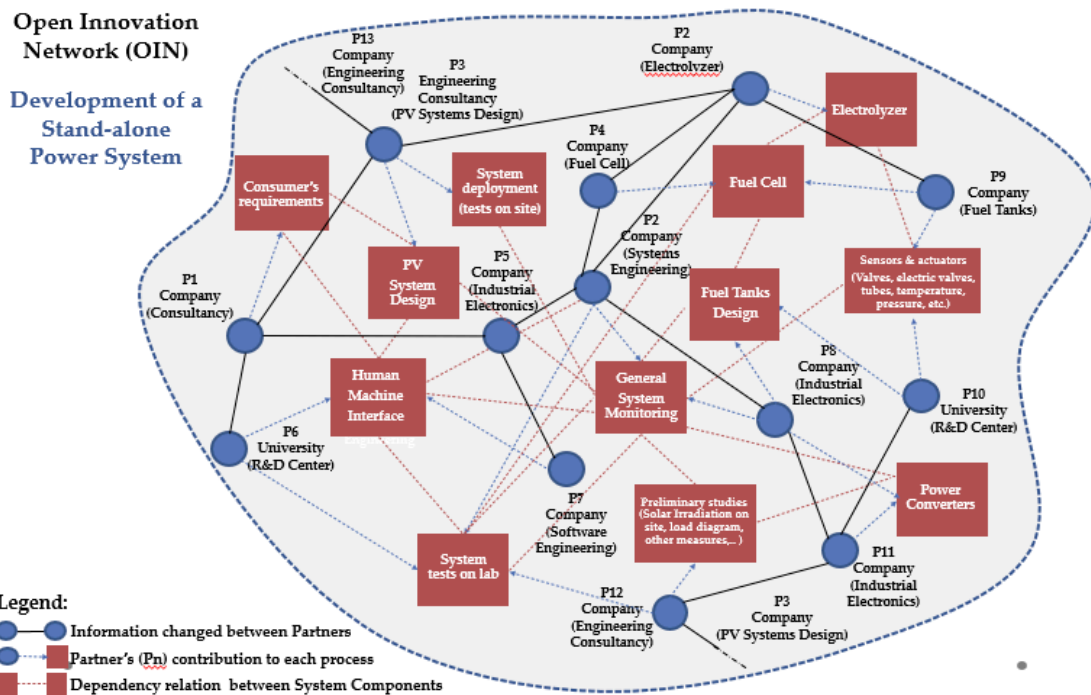 Open Innovation
Network (OIN)
Development of a
Stand-alone
Power System
P13
Company
(Engineering
Consultancy)
P3
Engineering
Consultancy
(PV Systems Design)
P2
Company
(Electrolyzer)
Electrolyzer
P4
Company
(Fuel Cell)
Fuel Cell
P9
Company
(Fuel Tanks)
Consumer's
requirements
System
deployment
(tests on site)
P2
Company
(Systems
Engineering)
Sensors & actuators
(Valves, electric valves,
tubes, temperature,
pressure, etc.)
P1
Company
(Consultancy)
PV
System
Design
P5
Company
(Industrial
Electronics)
Fuel Tanks
Design
P8
Company
(Industrial
Electronics)
Human
Machine
Interface
Engineering
General
System
Monitoring
P10
University
(R&D Center)
P6
University
(R&D Center)
P7
Company
(Software
Engineering)
Preliminary studies
(Solar Irradiation on
site, load diagram,
other measures,.. )
Power
Converters
System
tests on lab
P11
Company
(Industrial
Electronics)
P12
Company
(Engineering
Consultancy)
P3
Company
(PV Systems Design)
Legend:
Information changed between Partners
Partner's (Pn) contribution to each process
Dependency relation between System Components